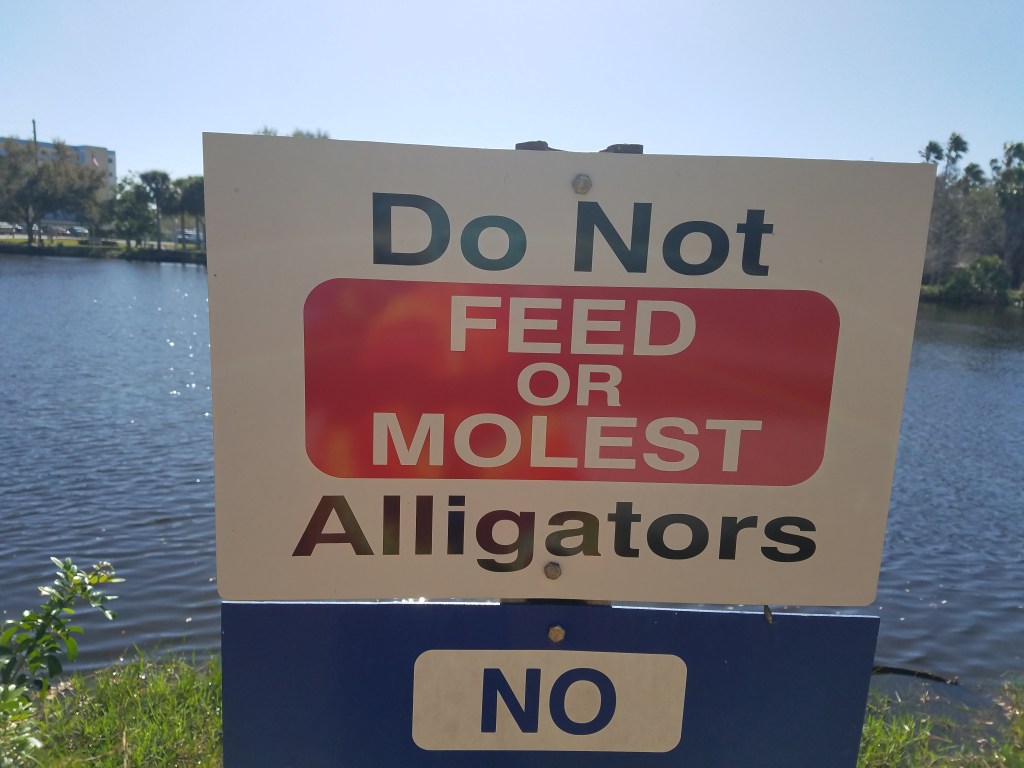 Do Not
FEED
OR
MOLEST
Alligators
NO